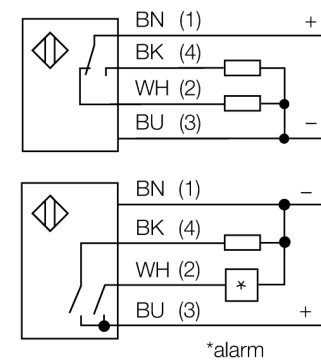 BN (1) +
BK (4)
WH (2)
BU (3) −
BN (1) −
BK (4)
WH (2) *
BU (3) +
*alarm